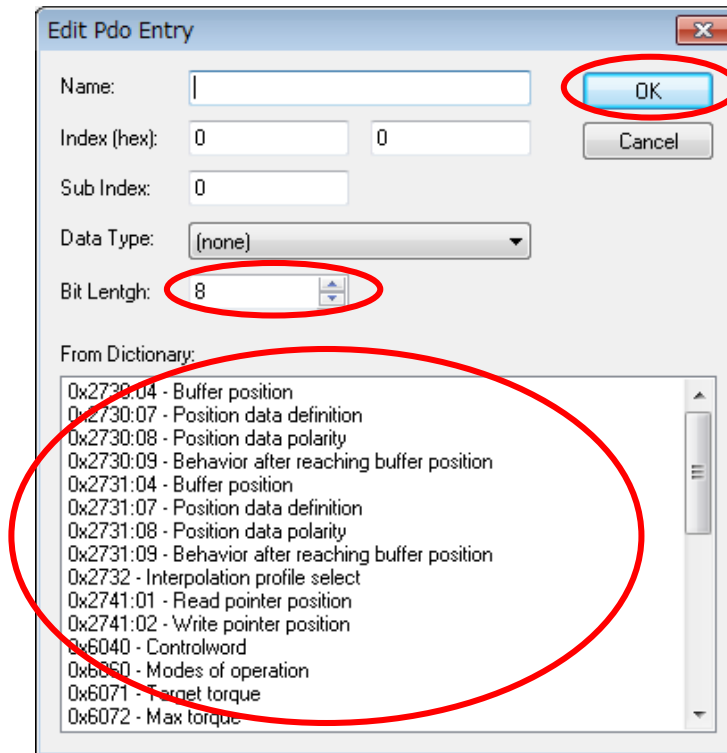 Edit Pdo Entry
Name:
OK
Index (hex): 0 0
Cancel
Sub Index: 0
Data Type: (none)
Bit Lentgh: 8
From Dictionary:
0x2730:04 - Buffer position
0x2730:07 - Position data definition
0x2730:08 - Position data polarity
0x2730:09 - Behavior after reaching buffer position
0x2731:04 - Buffer position
0x2731:07 - Position data definition
0x2731:08 - Position data polarity
0x2731:09 - Behavior after reaching buffer position
0x2732 - Interpolation profile select
0x2741:01 - Read pointer position
0x2741:02 - Write pointer position
0x6040 - Controlword
0x6060 - Modes of operation
0x6071 - Target torque
0x6072 - Max torque